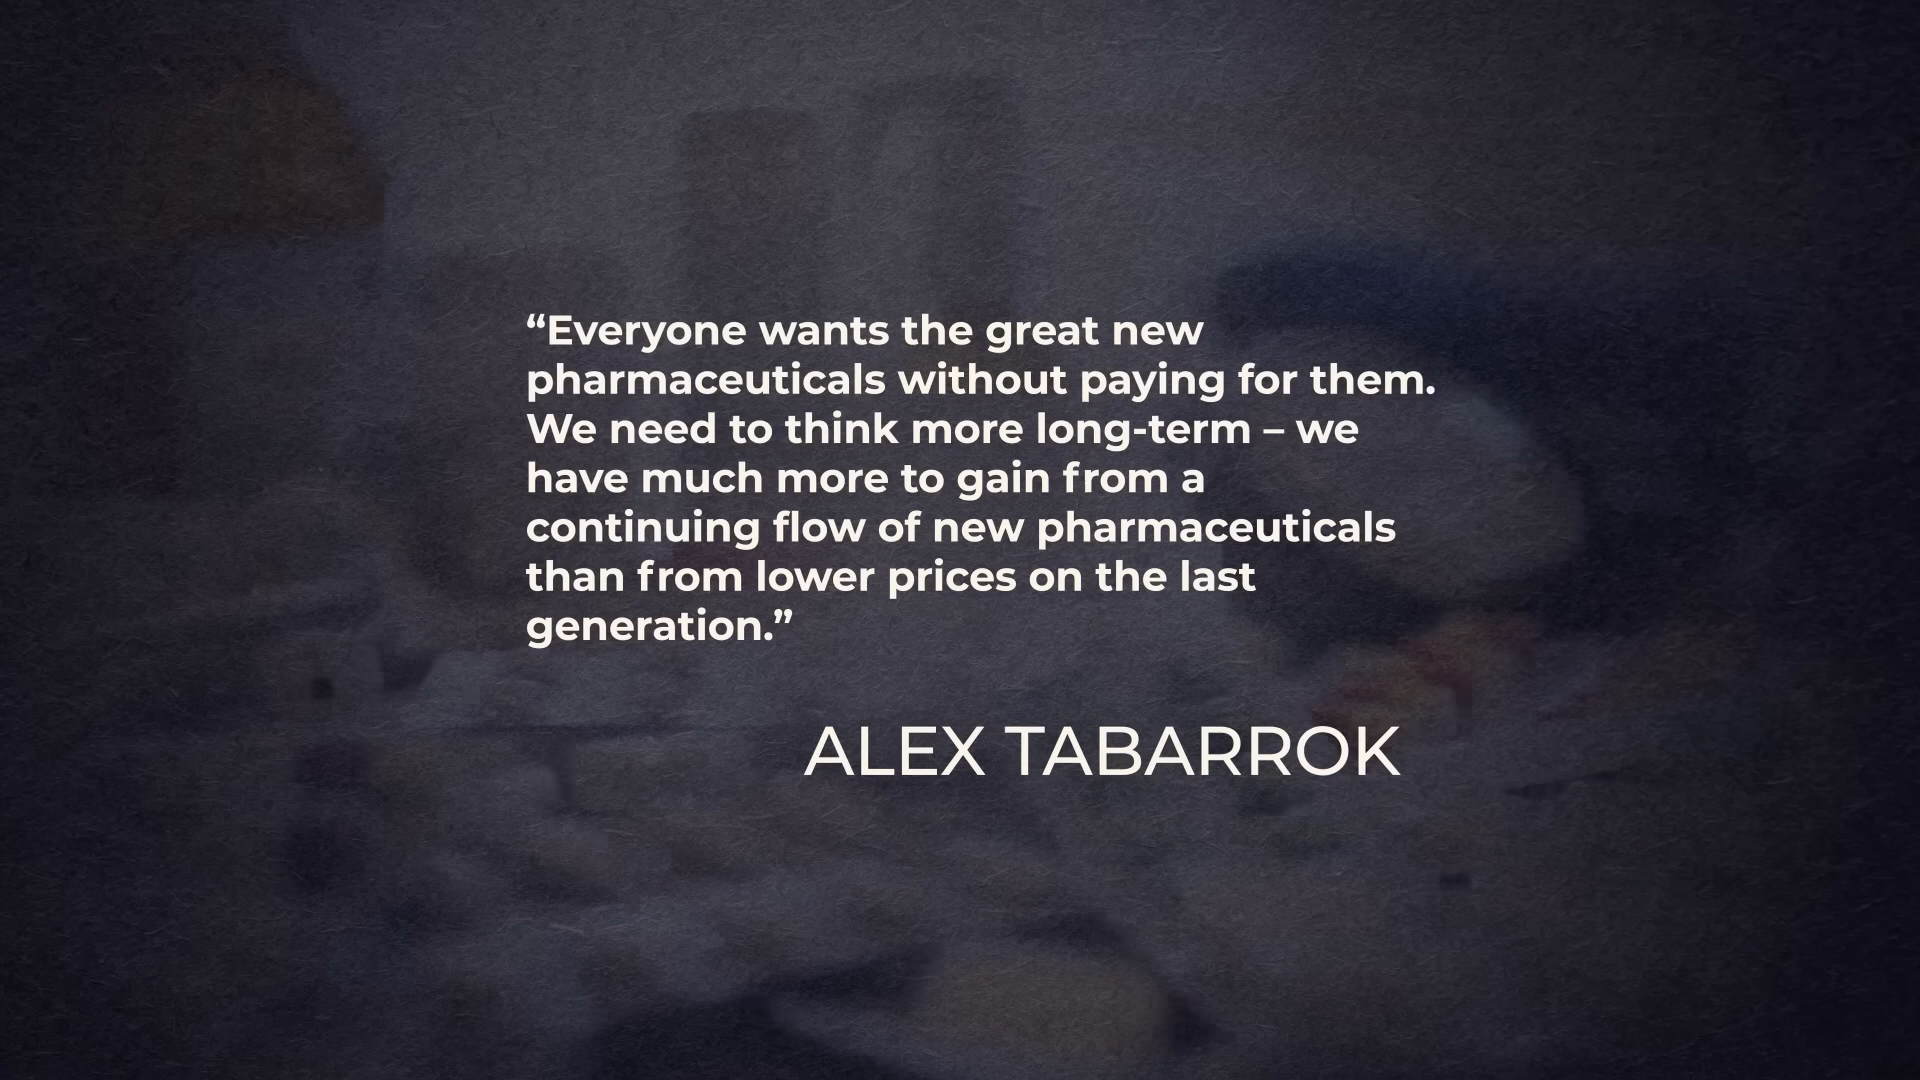 “Everyone wants the great new
pharmaceuticals without paying for them.
We need to think more long-term – we
have much more to gain from a
continuing flow of new pharmaceuticals
than from lower prices on the last
generation.”
ALEX TABARROK